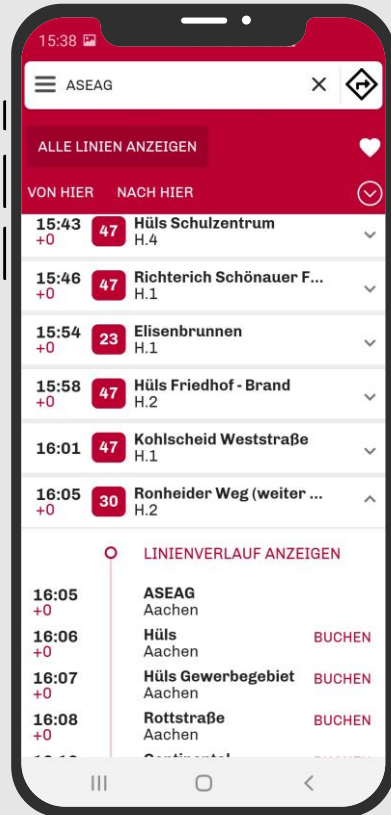 15:38
ASEAG
ALLE LINIEN ANZEIGEN
VON HIER NACH HIER
15:43 47 Hüls Schulzentrum
+0 H.4
15:46 47 Richterich Schönauer F...
+0 H.1
15:54 23 Elisenbrunnen
+0 H.1
15:58 47 Hüls Friedhof - Brand
+0 H.2
16:01 47 Kohlscheid Weststraße
H.1
16:05 30 Ronheider Weg (weiter ...
+0 H.2
LINIENVERLAUF ANZEIGEN
16:05 ASEAG
+0 Aachen
16:06 Hüls BUCHEN
+0 Aachen
16:07 Hüls Gewerbegebiet BUCHEN
+0 Aachen
16:08 Rottstraße BUCHEN
+0 Aachen